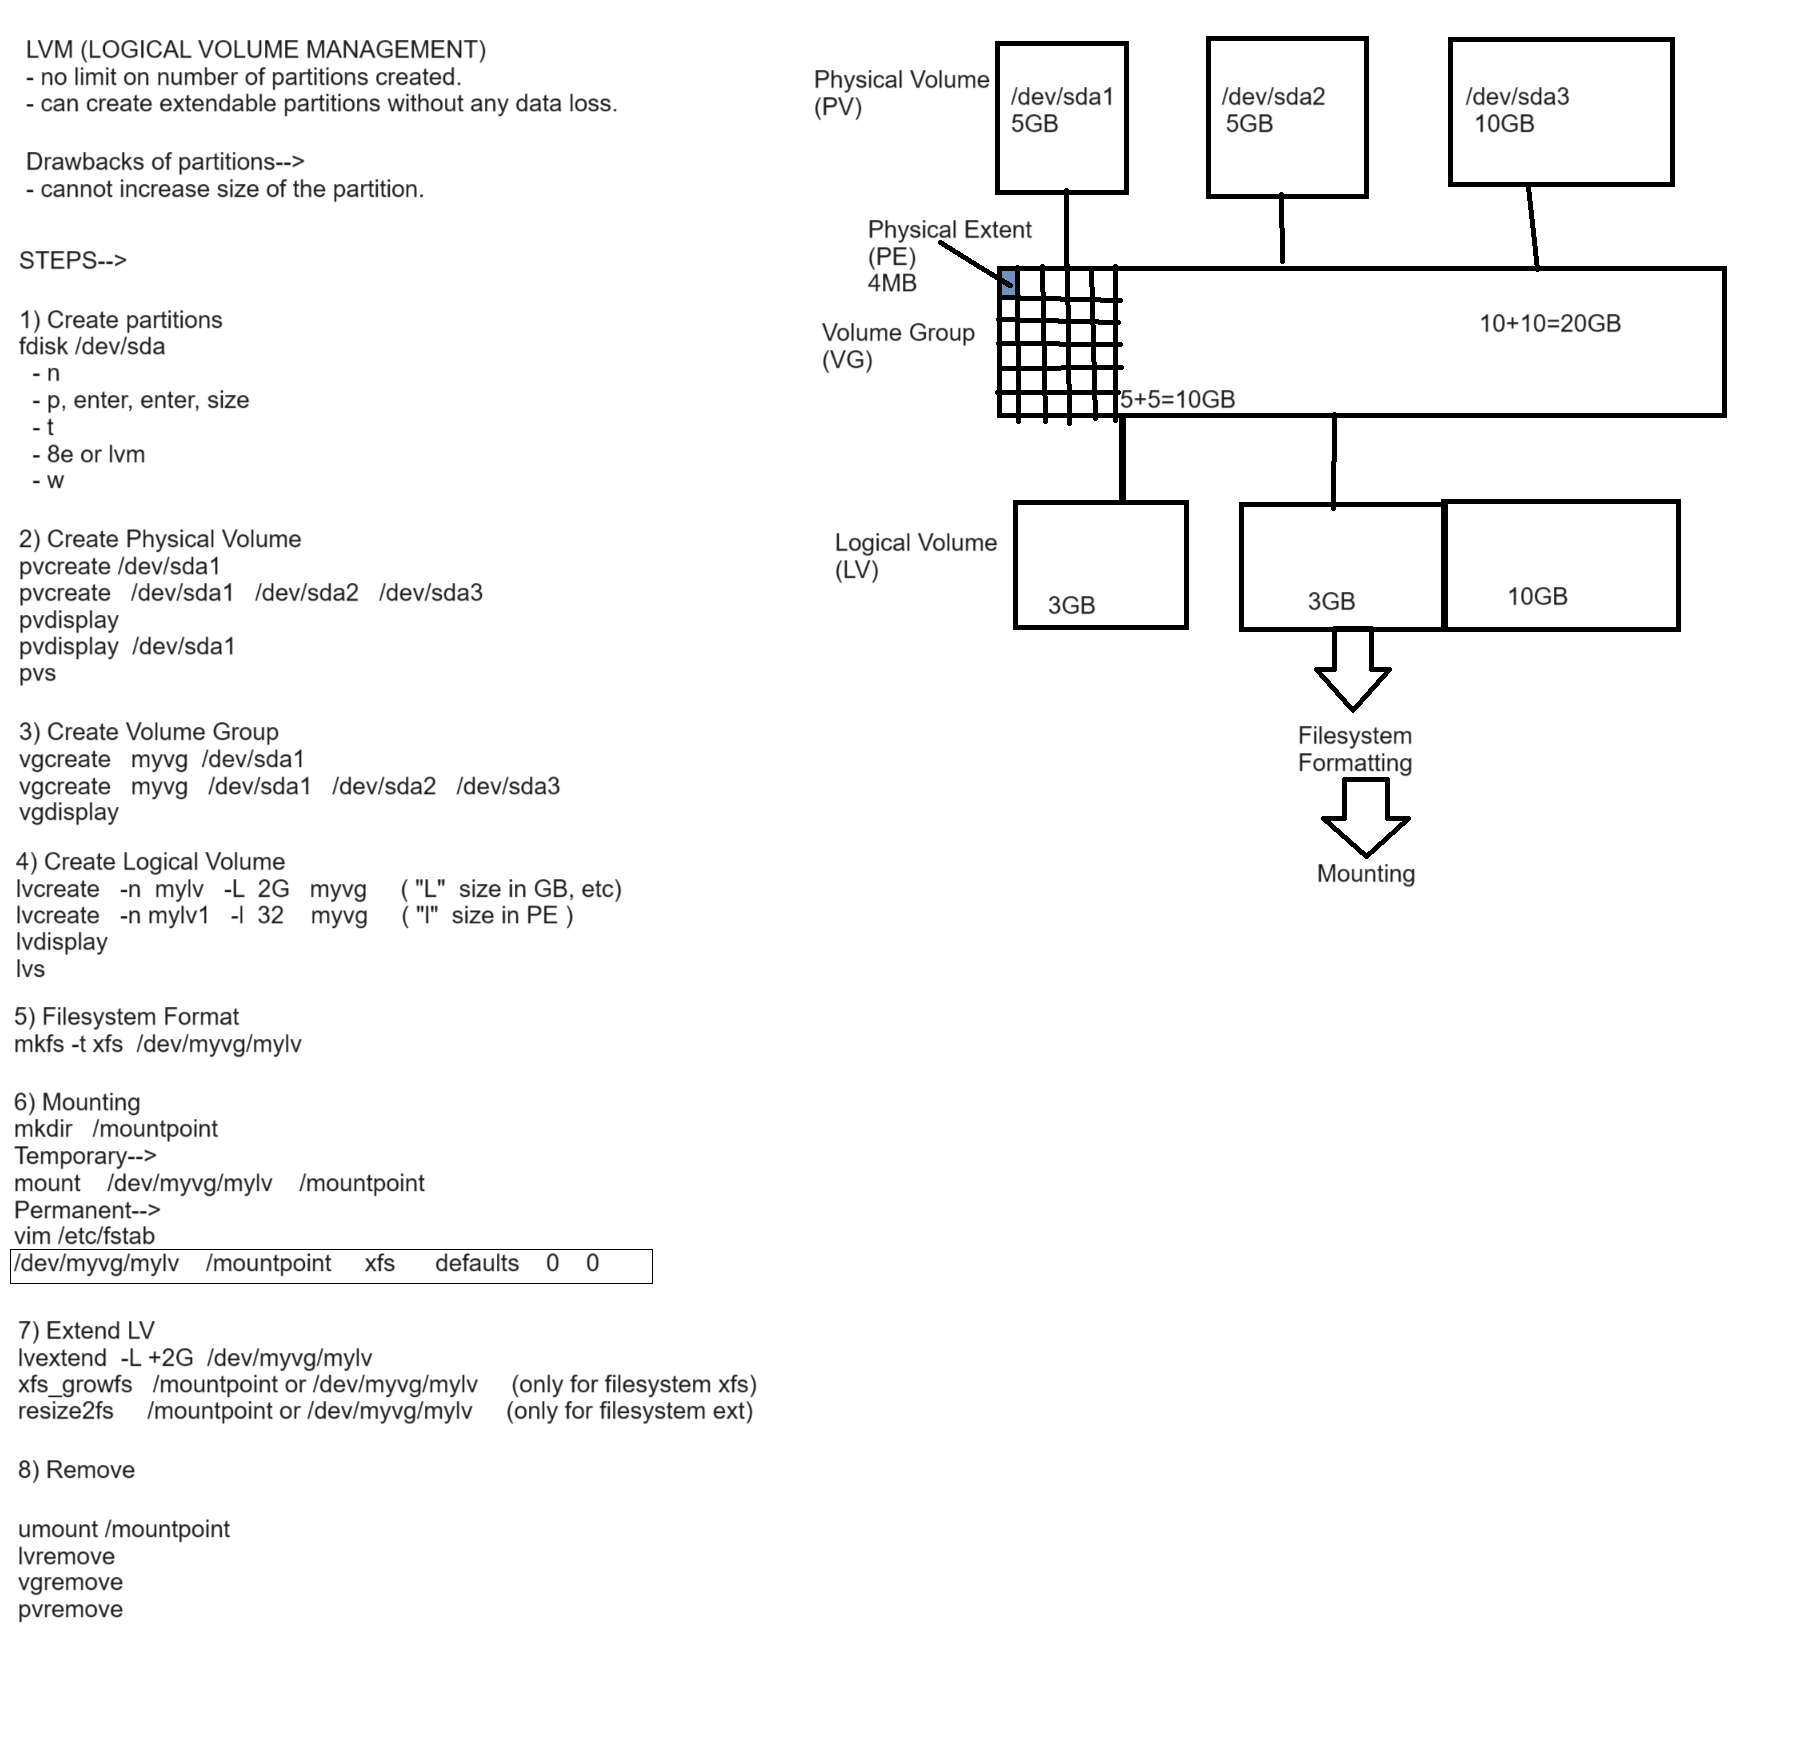 LVM (LOGICAL VOLUME MANAGEMENT)
- no limit on number of partitions created.
- can create extendable partitions without any data loss.
Drawbacks of partitions-->
- cannot increase size of the partition.
STEPS-->
1) Create partitions
fdisk /dev/sda
- n
- p, enter, enter, size
- t
- 8e or lvm
- w
2) Create Physical Volume
pvcreate /dev/sda1
pvcreate /dev/sda1 /dev/sda2 /dev/sda3
pvdisplay
pvdisplay /dev/sda1
pvs
3) Create Volume Group
vgcreate myvg /dev/sda1
vgcreate myvg /dev/sda1 /dev/sda2 /dev/sda3
vgdisplay
4) Create Logical Volume
lvcreate -n mylv -L 2G myvg ( "L" size in GB, etc)
lvcreate -n mylv1 -l 32 myvg ( "l" size in PE )
lvdisplay
lvs
5) Filesystem Format
mkfs -t xfs /dev/myvg/mylv
6) Mounting
mkdir /mountpoint
Temporary-->
mount /dev/myvg/mylv /mountpoint
Permanent-->
vim /etc/fstab
/dev/myvg/mylv /mountpoint xfs defaults 0 0
7) Extend LV
lvextend -L +2G /dev/myvg/mylv
xfs_growfs /mountpoint or /dev/myvg/mylv (only for filesystem xfs)
resize2fs /mountpoint or /dev/myvg/mylv (only for filesystem ext)
8) Remove
umount /mountpoint
lvremove
vgremove
pvremove
Physical Volume
(PV)
/dev/sda1
5GB
/dev/sda2
5GB
/dev/sda3
10GB
Physical Extent
(PE)
4MB
Volume Group
(VG)
10+10=20GB
5+5=10GB
Logical Volume
(LV)
3GB
3GB
10GB
Filesystem
Formatting
Mounting